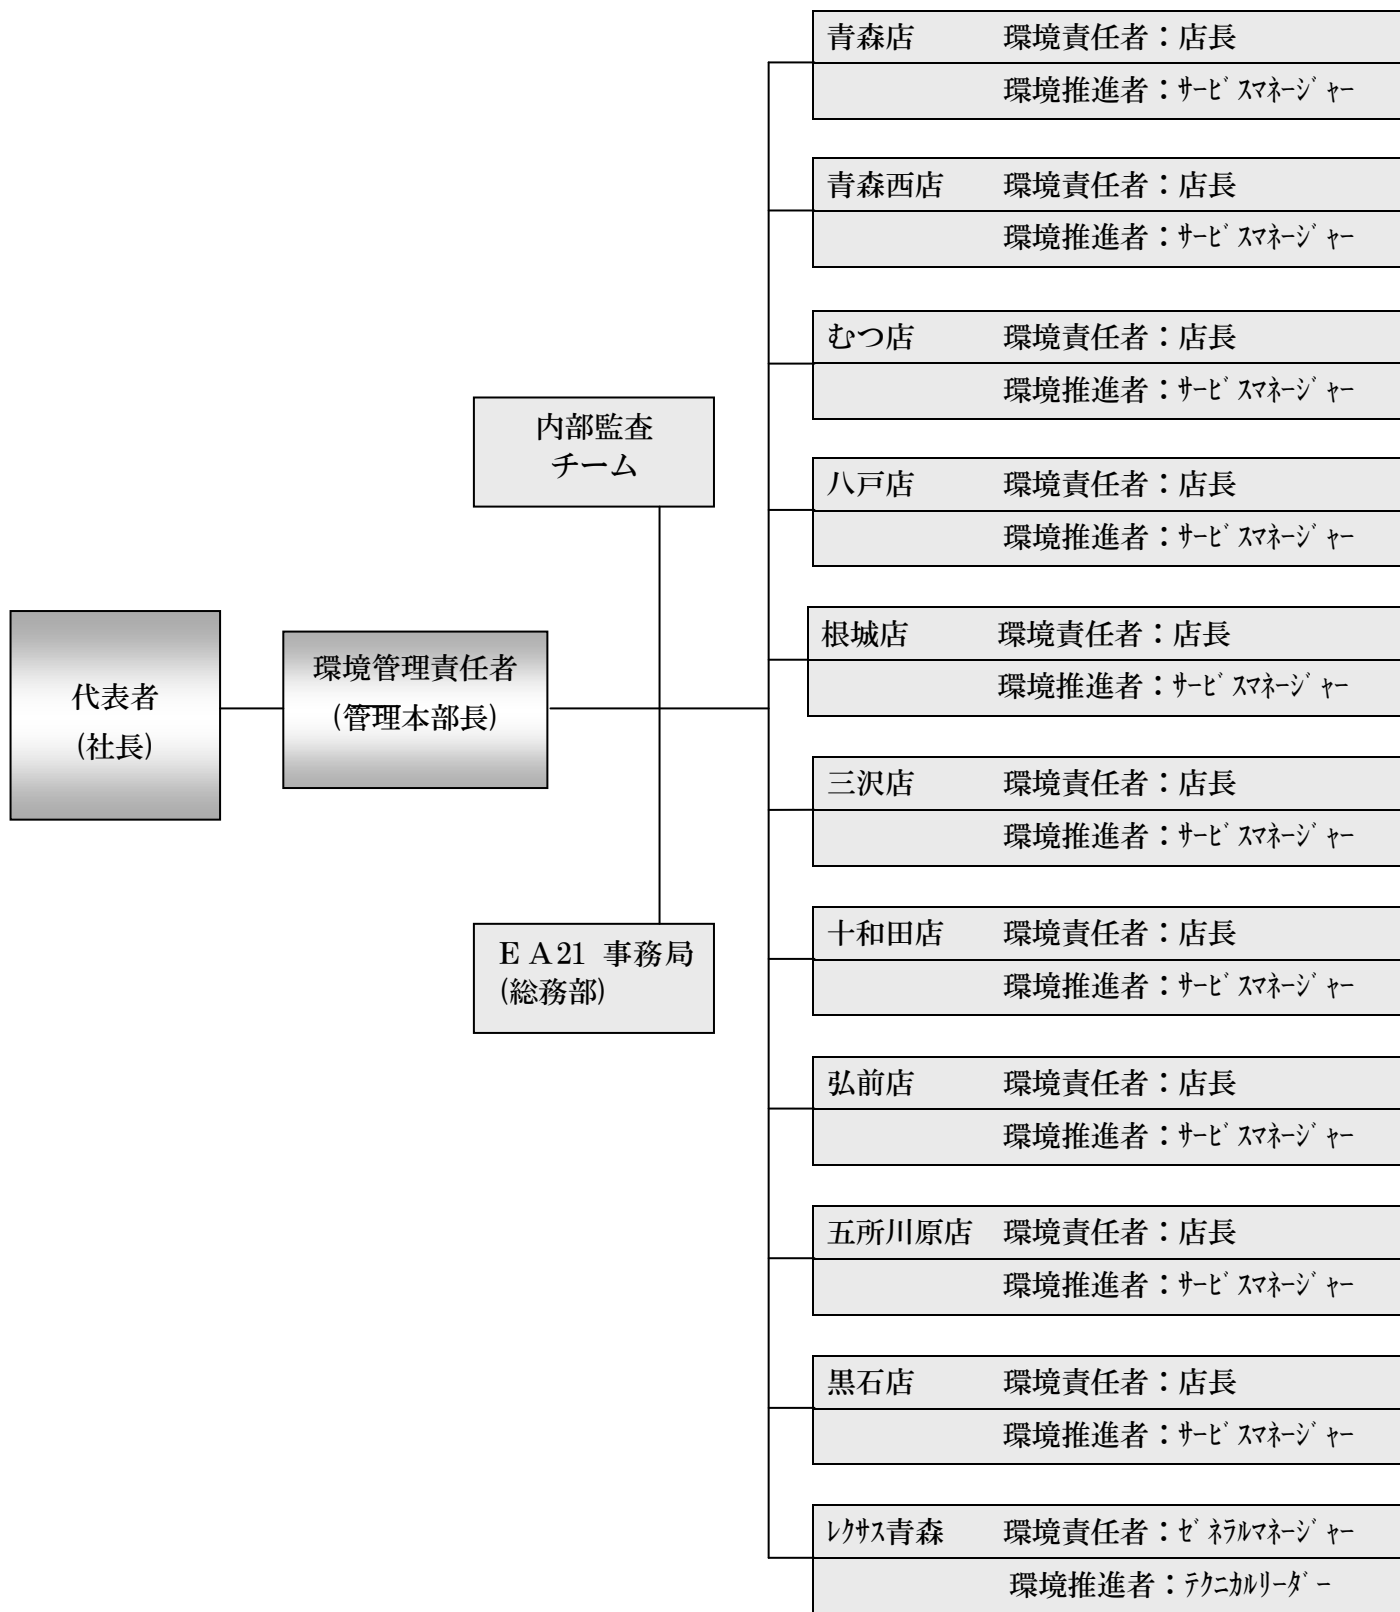 代表者
(社長)
環境管理責任者
(管理本部長)
内部監査
チーム
ＥＡ21 事務局
(総務部)
青森店 環境責任者：店長
環境推進者：ｻｰﾋﾞｽﾏﾈｰｼﾞｬｰ
青森西店 環境責任者：店長
環境推進者：ｻｰﾋﾞｽﾏﾈｰｼﾞｬｰ
むつ店 環境責任者：店長
環境推進者：ｻｰﾋﾞｽﾏﾈｰｼﾞｬｰ
八戸店 環境責任者：店長
環境推進者：ｻｰﾋﾞｽﾏﾈｰｼﾞｬｰ
根城店 環境責任者：店長
環境推進者：ｻｰﾋﾞｽﾏﾈｰｼﾞｬｰ
三沢店 環境責任者：店長
環境推進者：ｻｰﾋﾞｽﾏﾈｰｼﾞｬｰ
十和田店 環境責任者：店長
環境推進者：ｻｰﾋﾞｽﾏﾈｰｼﾞｬｰ
弘前店 環境責任者：店長
環境推進者：ｻｰﾋﾞｽﾏﾈｰｼﾞｬｰ
五所川原店 環境責任者：店長
環境推進者：ｻｰﾋﾞｽﾏﾈｰｼﾞｬｰ
黒石店 環境責任者：店長
環境推進者：ｻｰﾋﾞｽﾏﾈｰｼﾞｬｰ
ﾚｸｻｽ青森 環境責任者：ｾﾞﾈﾗﾙﾏﾈｰｼﾞｬｰ
環境推進者：ﾃｸﾆｶﾙﾘｰﾀﾞｰ